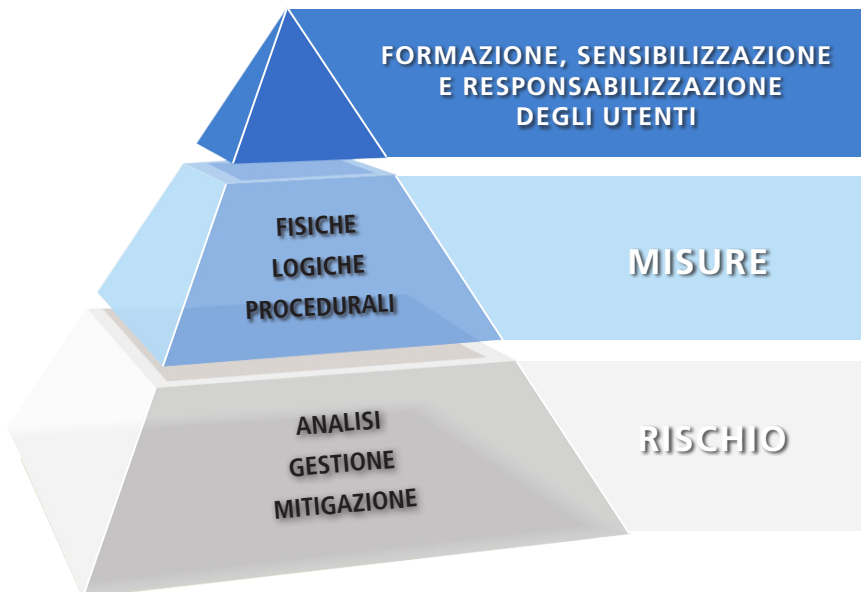 FORMAZIONE, SENSIBILIZZAZIONE
E RESPONSABILIZZAZIONE
DEGLI UTENTI
FISICHE
LOGICHE
PROCEDURALI
MISURE
ANALISI
GESTIONE
MITIGAZIONE
RISCHIO